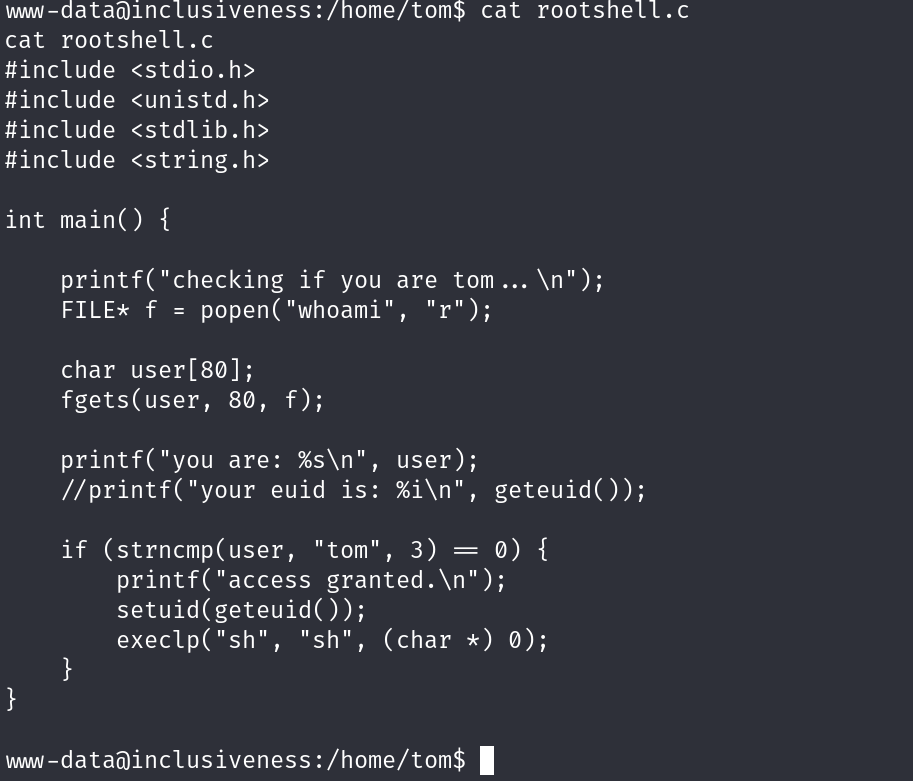 www-data@inclusiveness:/home/tom$ cat rootshell.c
cat rootshell.c
#include <stdio.h>
#include <unistd.h>
#include <stdlib.h>
#include <string.h>
int main() {
    printf("checking if you are tom...\n");
    FILE* f = popen("whoami", "r");
    char user[80];
    fgets(user, 80, f);
    printf("you are: %s\n", user);
    //printf("your euid is: %i\n", geteuid());
    if (strncmp(user, "tom", 3) == 0) {
        printf("access granted.\n");
        setuid(geteuid());
        execlp("sh", "sh", (char *) 0);
    }
}
www-data@inclusiveness:/home/tom$